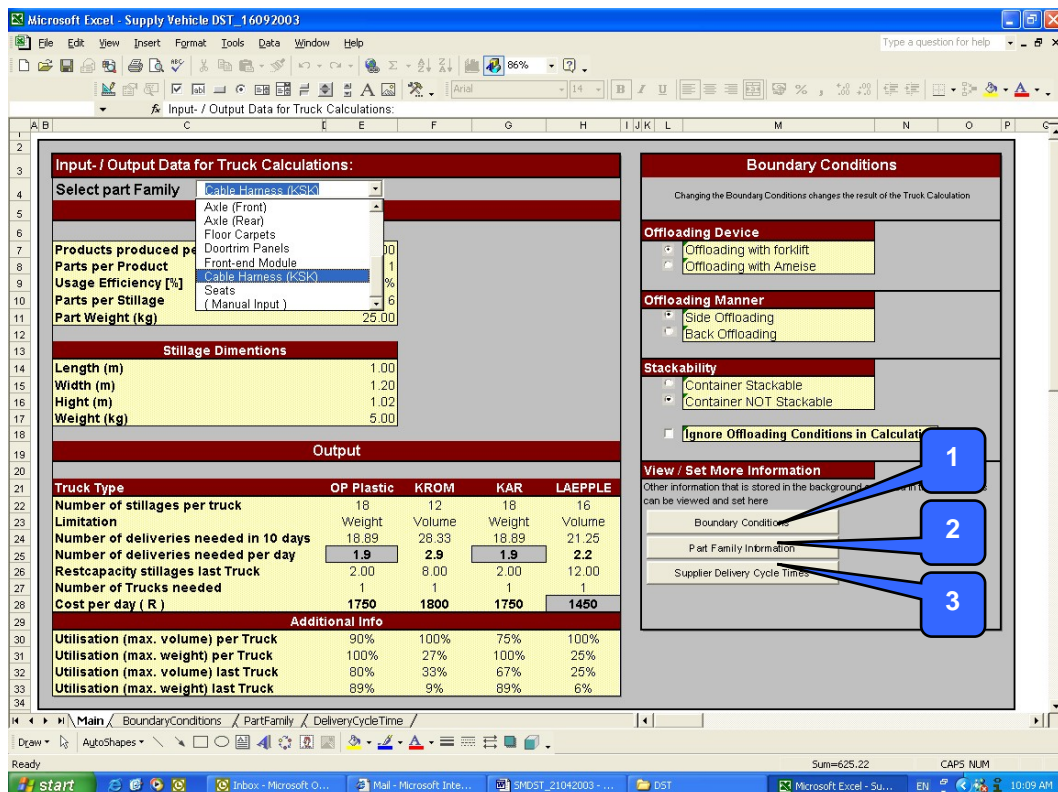 Microsoft Excel - Supply Vehicle DST_16092003
File Edit View Insert Format Tools Data Window Help
Type a question for help
86%
Arial 14 B I U
fx Input- / Output Data for Truck Calculations:
A B C D E F G H I J K L M N O P
Input- / Output Data for Truck Calculations:
Select part Family Cable Harness (KSK)
Axle (Front)
Axle (Rear)
Floor Carpets
Doortrim Panels
Front-end Module
Cable Harness (KSK)
Seats
( Manual Input )
Products produced pe 00
Parts per Product 1
Usage Efficiency [%] %
Parts per Stillage 6
Part Weight (kg) 25.00
Stillage Dimentions
Length (m) 1.00
Width (m) 1.20
Hight (m) 1.02
Weight (kg) 5.00
Output
Truck Type OP Plastic KROM KAR LAEPPLE
Number of stillages per truck 18 12 18 16
Limitation Weight Volume Weight Volume
Number of deliveries needed in 10 days 18.89 28.33 18.89 21.25
Number of deliveries needed per day 1.9 2.9 1.9 2.2
Restcapacity stillages last Truck 2.00 8.00 2.00 12.00
Number of Trucks needed 1 1 1 1
Cost per day ( R ) 1750 1800 1750 1450
Additional Info
Utilisation (max. volume) per Truck 90% 100% 75% 100%
Utilisation (max. weight) per Truck 100% 27% 100% 25%
Utilisation (max. volume) last Truck 80% 33% 67% 25%
Utilisation (max. weight) last Truck 89% 9% 89% 6%
Boundary Conditions
Changing the Boundary Conditions changes the result of the Truck Calculation
Offloading Device
Offloading with forklift
Offloading with Ameise
Offloading Manner
Side Offloading
Back Offloading
Stackability
Container Stackable
Container NOT Stackable
Ignore Offloading Conditions in Calculati
View / Set More Information
Other information that is stored in the background
can be viewed and set here
Boundary Conditions
Part Family Information
Supplier Delivery Cycle Times
1
2
3
Main BoundaryConditions PartFamily DeliveryCycleTime
Draw AutoShapes
Ready Sum=625.22 CAPS NUM
start Inbox - Microsoft O... Mail - Microsoft Inte... SMDST_21042003 - ... DST Microsoft Excel - Su... EN 10:09 AM